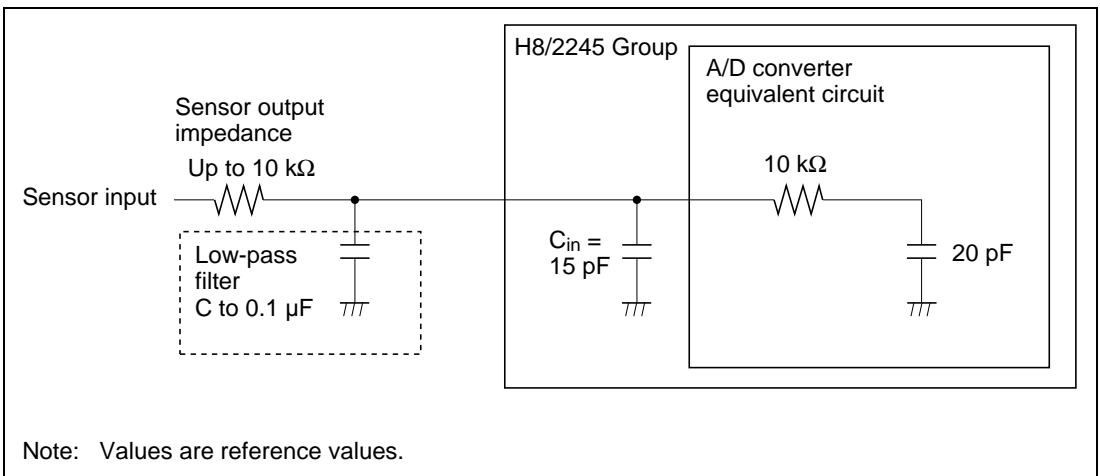 H8/2245 Group
A/D converter
equivalent circuit
Sensor output
impedance
Up to 10 kΩ
10 kΩ
Sensor input
Low-pass
filter
C to 0.1 μF
Cin =
15 pF
20 pF
Note: Values are reference values.